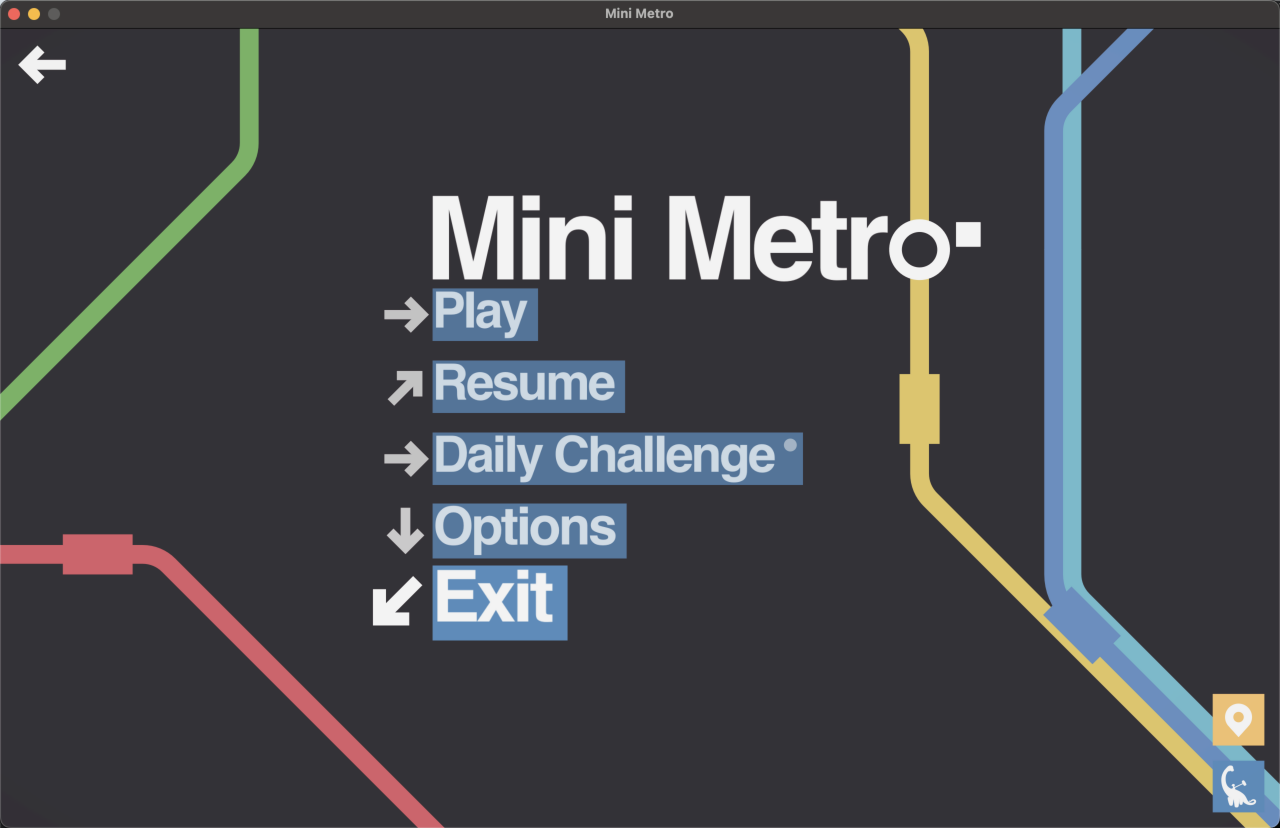 Mini Metro
Mini Metro
Play
Resume
Daily Challenge
Options
Exit